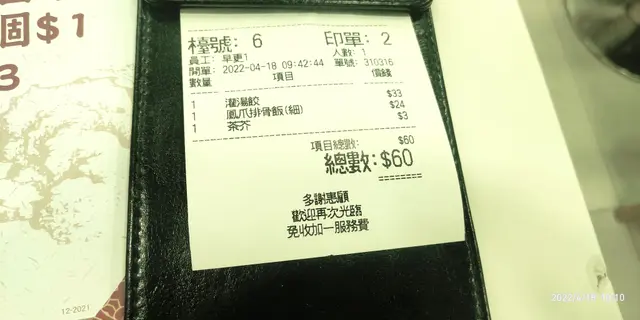 個$1
3
檯號: 6 印單: 2
員工: 早更1 人數: 1
開單: 2022-04-18 09:42:44 單號: 310316
數量 項目 價錢
1 灌湯餃 $33
1 鳳爪排骨飯(細) $24
1 茶芥 $3
項目總數: $60
總數:$60
========
多謝惠顧
歡迎再次光臨
免收加一服務費
12-2021